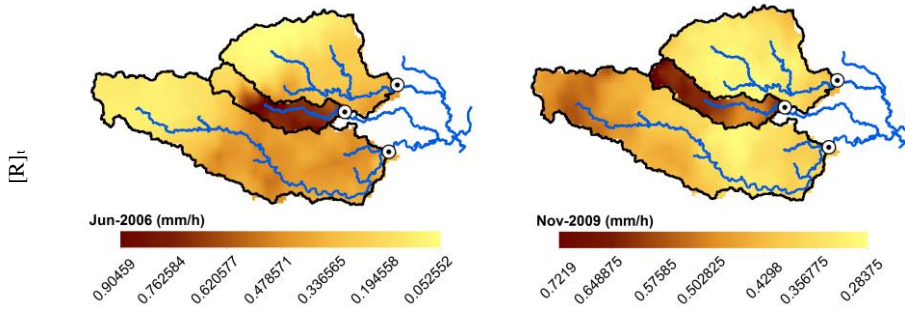 [R]ₜ
Jun-2006 (mm/h)
0.90459 0.762584 0.620577 0.478571 0.336565 0.194558 0.052552
Nov-2009 (mm/h)
0.7219 0.648875 0.57585 0.502825 0.4298 0.356775 0.28375